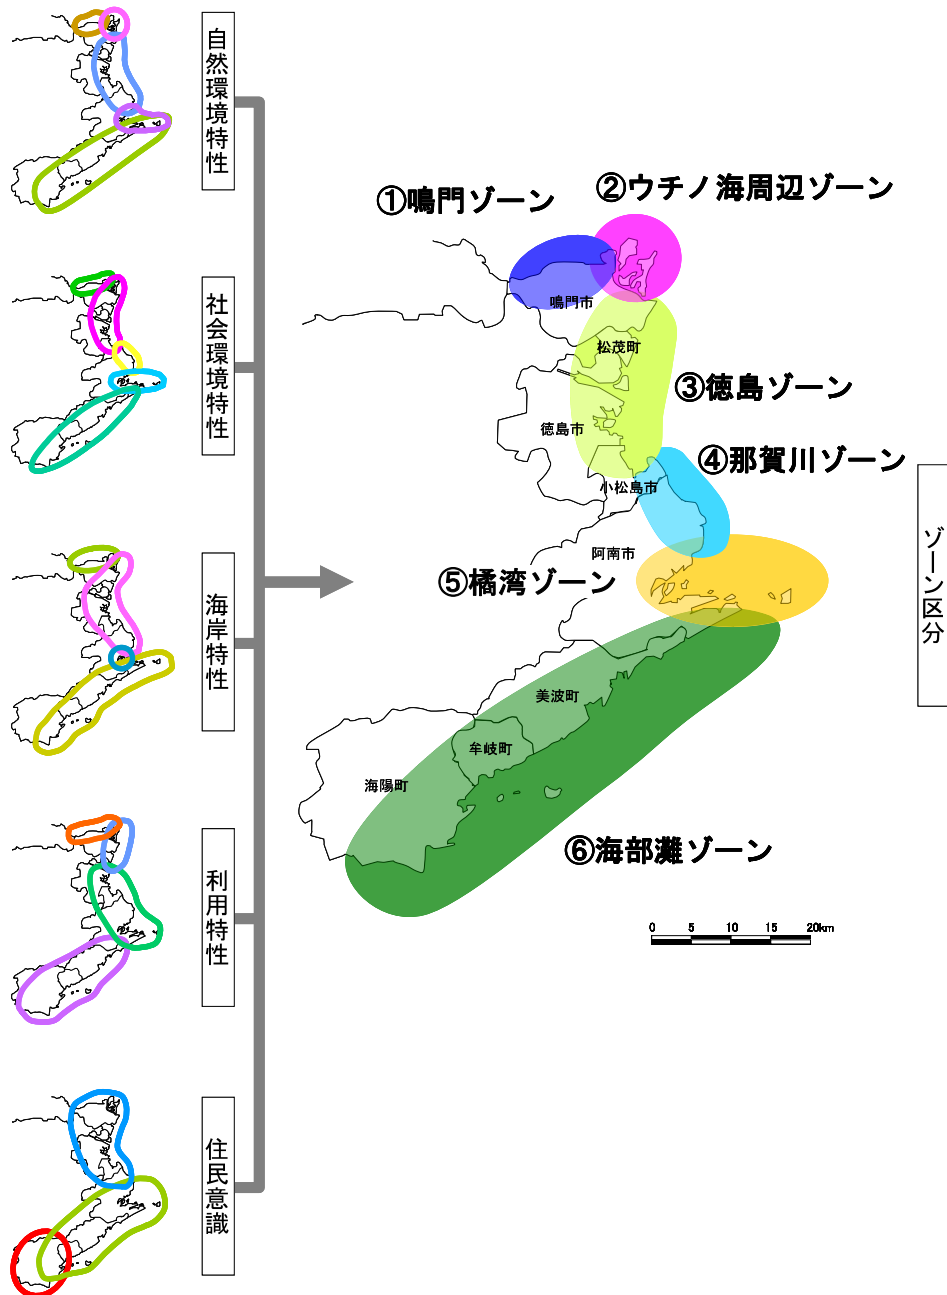 自然環境特性
社会環境特性
海岸特性
利用特性
住民意識
①鳴門ゾーン
②ウチノ海周辺ゾーン
鳴門市
松茂町
③徳島ゾーン
徳島市
④那賀川ゾーン
小松島市
阿南市
⑤橘湾ゾーン
美波町
牟岐町
海陽町
⑥海部灘ゾーン
0 5 10 15 20km
ゾーン区分